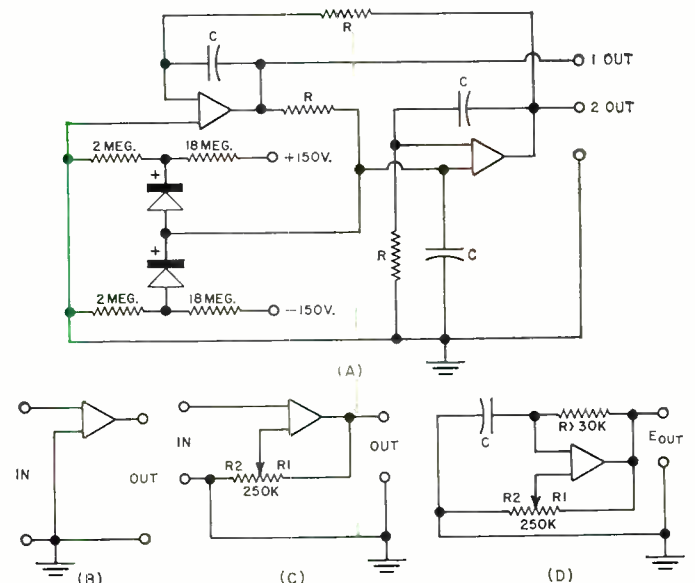 R
C
1 OUT
C
R
2 OUT
2 MEG.
18 MEG.
+150V.
+
R
C
+
2 MEG.
18 MEG.
-150V.
(A)
IN
OUT
IN
R2
R1
250K
OUT
C
R>30K
EOUT
R2
R1
250K
(B)
(C)
(D)